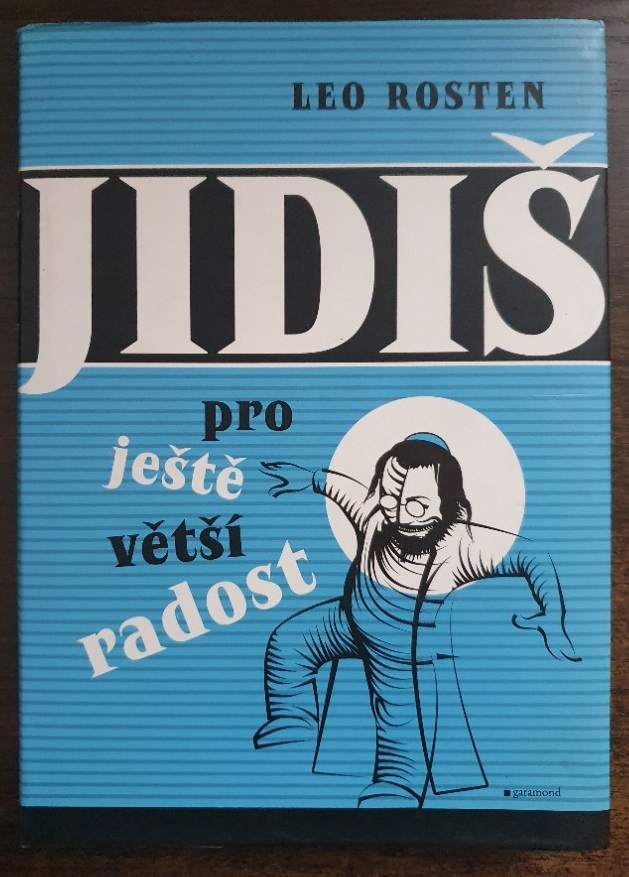 LEO ROSTEN
JIDIŠ
pro
ještě
větší
radost
garamond